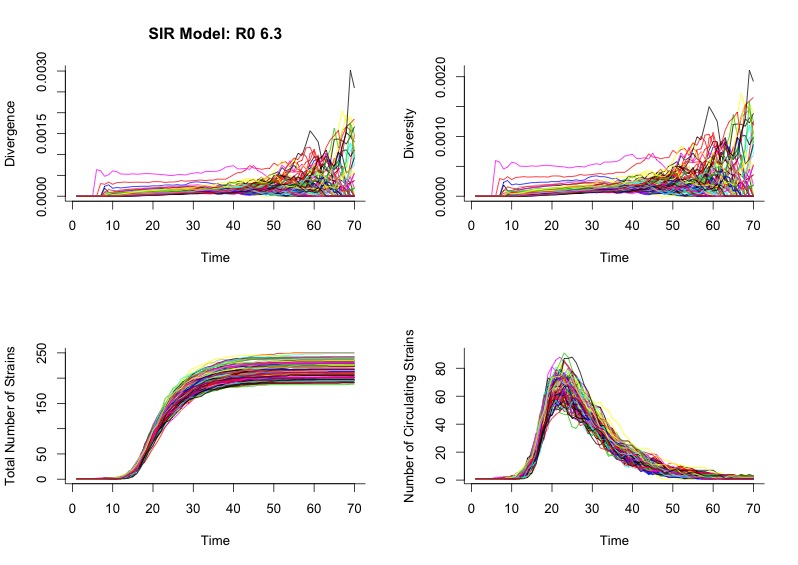 SIR Model: R0 6.3
Divergence
0.0000 0.0015 0.0030
0 10 20 30 40 50 60 70
Time
Diversity
0.0000 0.0010 0.0020
0 10 20 30 40 50 60 70
Time
Total Number of Strains
0 50 150 250
0 10 20 30 40 50 60 70
Time
Number of Circulating Strains
0 20 40 60 80
0 10 20 30 40 50 60 70
Time